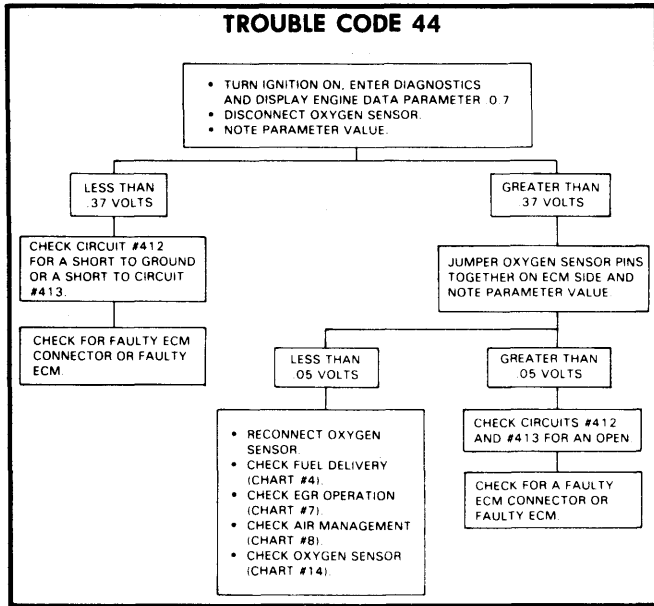 TROUBLE CODE 44
• TURN IGNITION ON, ENTER DIAGNOSTICS
AND DISPLAY ENGINE DATA PARAMETER .0.7
• DISCONNECT OXYGEN SENSOR.
• NOTE PARAMETER VALUE.
LESS THAN
.37 VOLTS
CHECK CIRCUIT #412
FOR A SHORT TO GROUND
OR A SHORT TO CIRCUIT
#413.
CHECK FOR FAULTY ECM
CONNECTOR OR FAULTY
ECM.
GREATER THAN
.37 VOLTS
JUMPER OXYGEN SENSOR PINS
TOGETHER ON ECM SIDE AND
NOTE PARAMETER VALUE.
LESS THAN
.05 VOLTS
• RECONNECT OXYGEN
SENSOR.
• CHECK FUEL DELIVERY
(CHART #4).
• CHECK EGR OPERATION
(CHART #7).
• CHECK AIR MANAGEMENT
(CHART #8).
• CHECK OXYGEN SENSOR
(CHART #14).
GREATER THAN
.05 VOLTS
CHECK CIRCUITS #412
AND #413 FOR AN OPEN.
CHECK FOR A FAULTY
ECM CONNECTOR OR
FAULTY ECM.